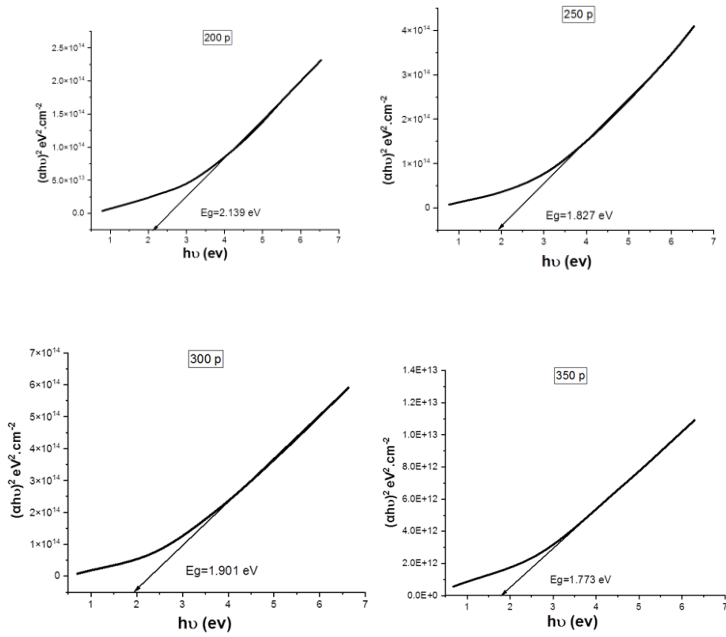 200 p
2.5×10¹⁴
2.0×10¹⁴
1.5×10¹⁴
1.0×10¹⁴
5.0×10¹³
0.0
(αhυ)² eV².cm⁻²
Eg=2.139 eV
1 2 3 4 5 6 7
hυ (ev)
250 p
4×10¹⁴
3×10¹⁴
2×10¹⁴
1×10¹⁴
0
(αhυ)² eV².cm⁻²
Eg=1.827 eV
1 2 3 4 5 6 7
hυ (ev)
300 p
7×10¹⁴
6×10¹⁴
5×10¹⁴
4×10¹⁴
3×10¹⁴
2×10¹⁴
1×10¹⁴
0
(αhυ)² eV².cm⁻²
Eg=1.901 eV
1 2 3 4 5 6 7
hυ (ev)
350 p
1.4E+13
1.2E+13
1.0E+13
8.0E+12
6.0E+12
4.0E+12
2.0E+12
0.0E+0
(αhυ)² eV².cm⁻²
Eg=1.773 eV
1 2 3 4 5 6 7
hυ (ev)